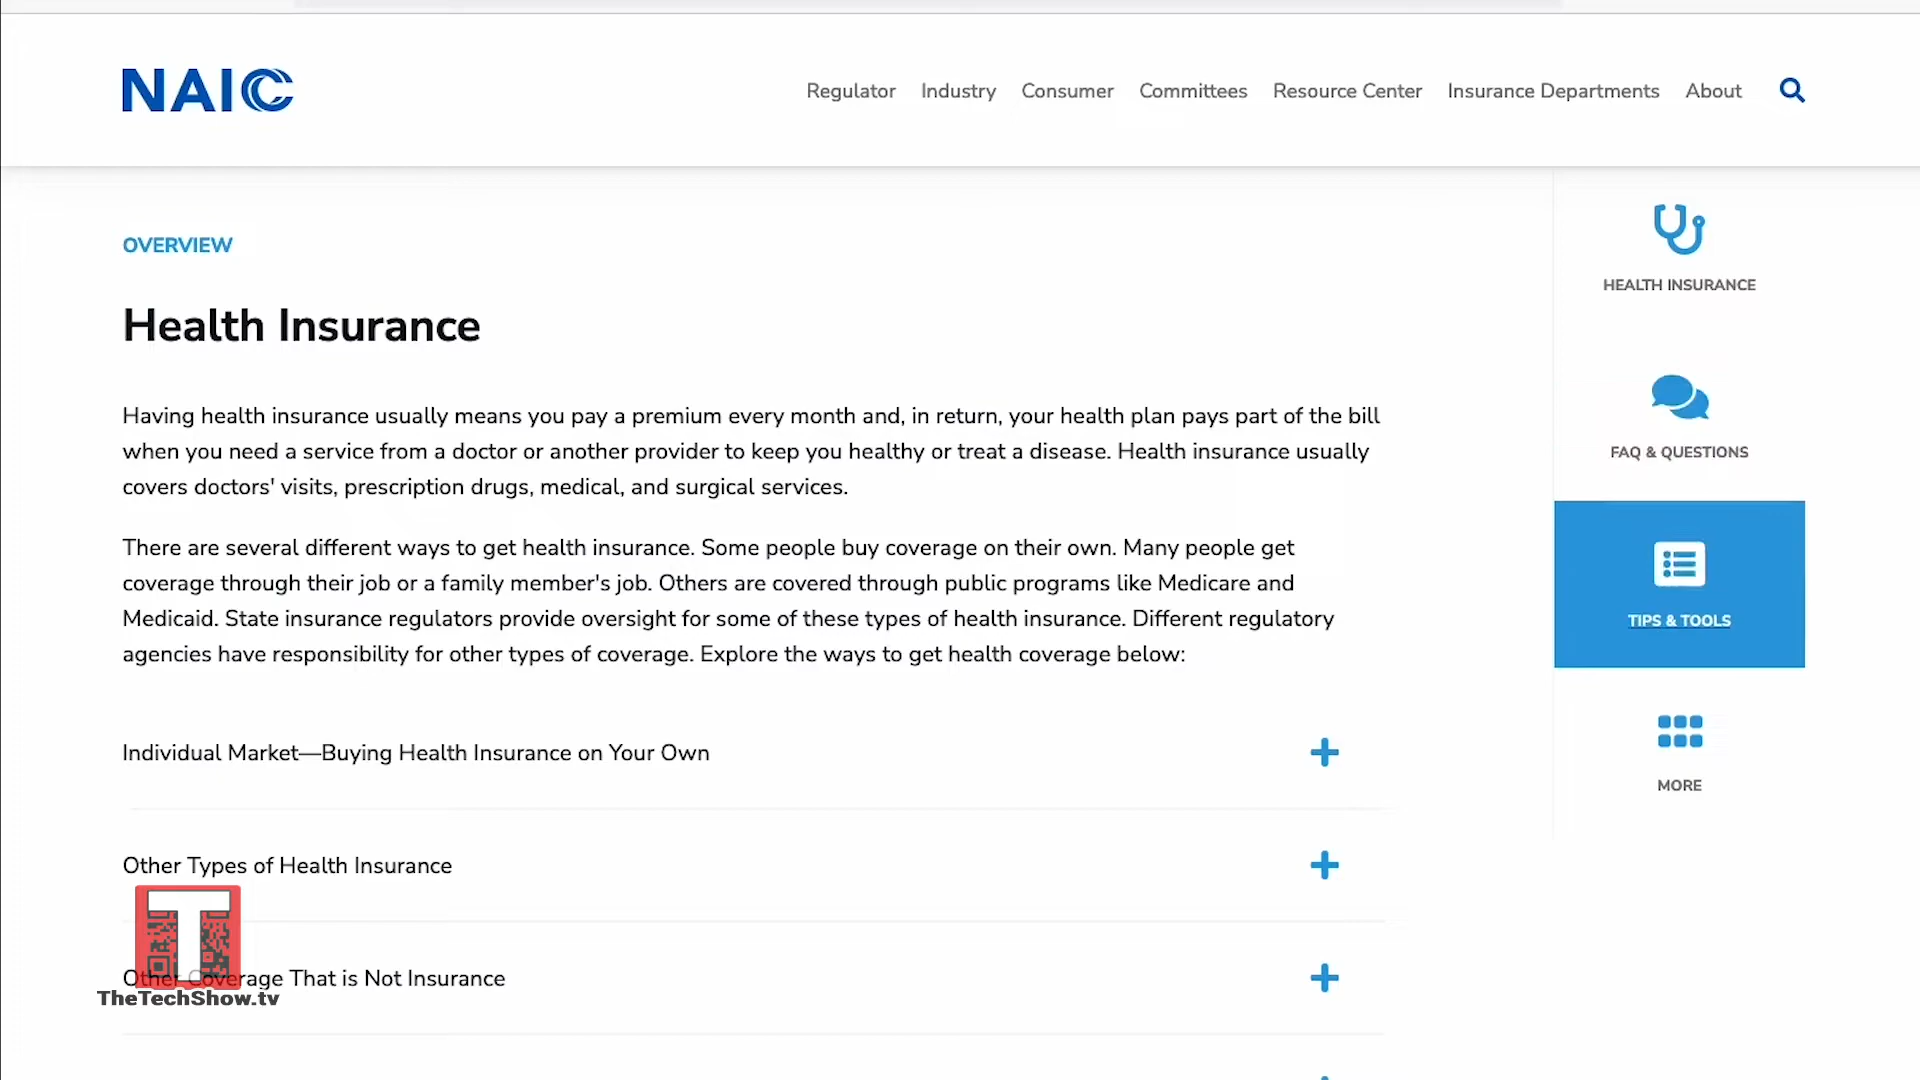 NAIC
Regulator Industry Consumer Committees Resource Center Insurance Departments About
OVERVIEW
Health Insurance
Having health insurance usually means you pay a premium every month and, in return, your health plan pays part of the bill
when you need a service from a doctor or another provider to keep you healthy or treat a disease. Health insurance usually
covers doctors' visits, prescription drugs, medical, and surgical services.
There are several different ways to get health insurance. Some people buy coverage on their own. Many people get
coverage through their job or a family member's job. Others are covered through public programs like Medicare and
Medicaid. State insurance regulators provide oversight for some of these types of health insurance. Different regulatory
agencies have responsibility for other types of coverage. Explore the ways to get health coverage below:
Individual Market—Buying Health Insurance on Your Own
Other Types of Health Insurance
Other Coverage That is Not Insurance
T
TheTechShow.tv
HEALTH INSURANCE
FAQ & QUESTIONS
TIPS & TOOLS
MORE